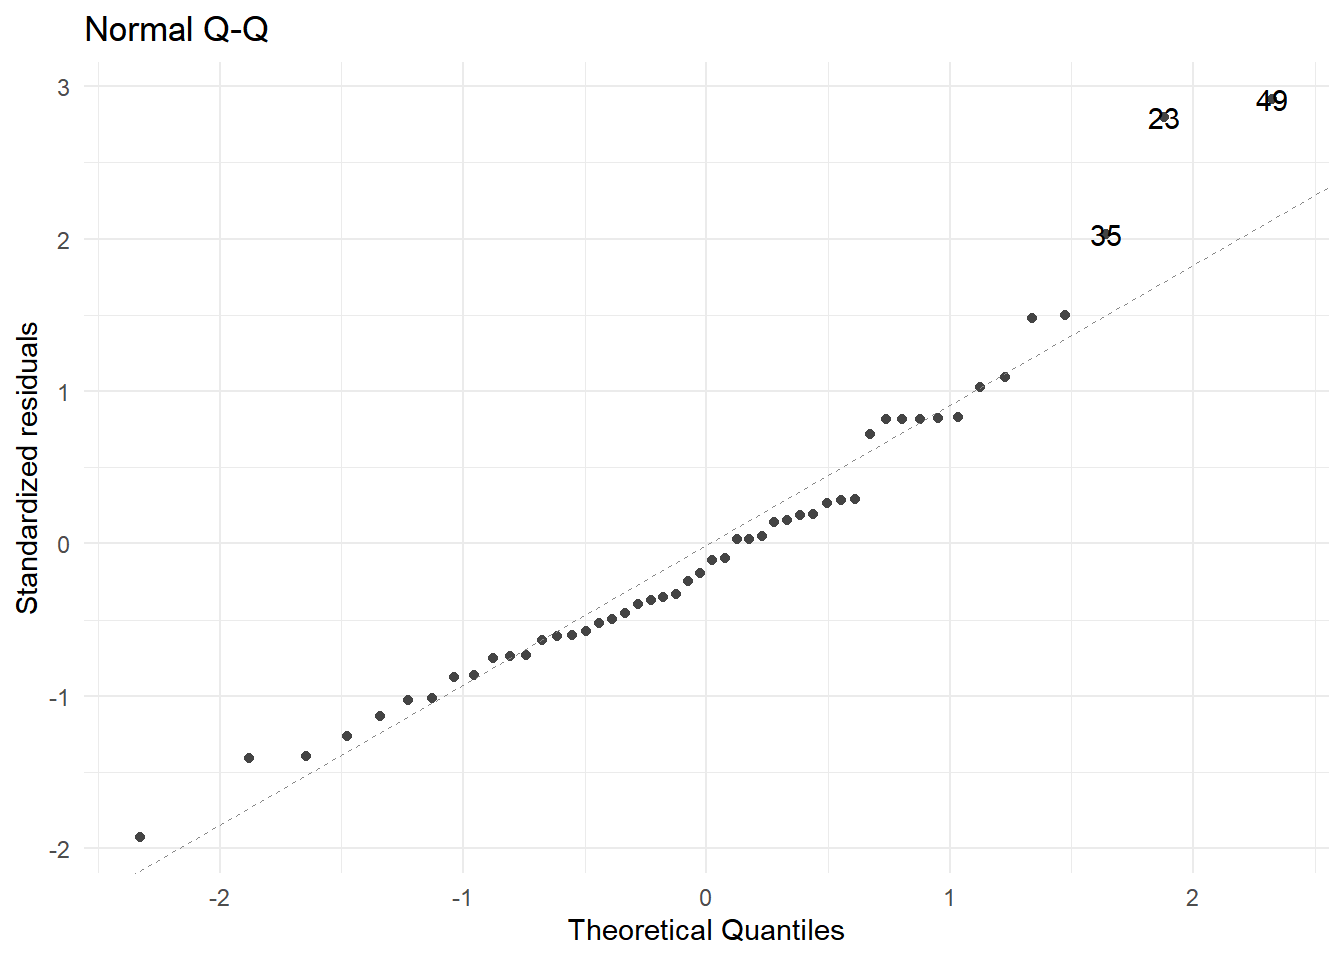 Normal Q-Q
3
2
1
0
-1
-2
Standardized residuals
49
23
35
-2 -1 0 1 2
Theoretical Quantiles